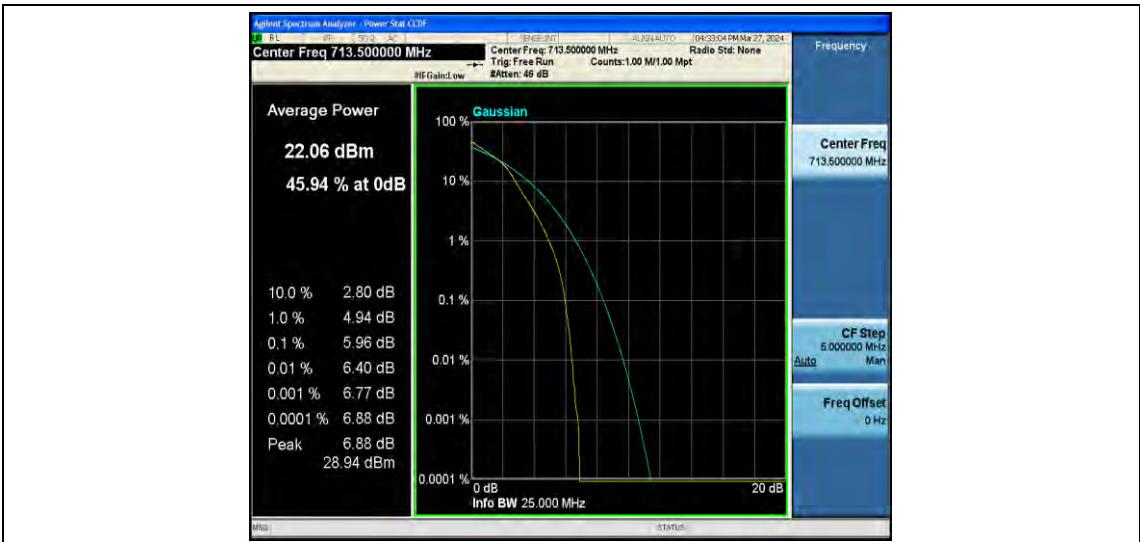 Agilent Spectrum Analyzer - Power Stat CCDF
RL RF 50 Ω AC SENSE:INT ALIGN AUTO 04:33:04 PM Mar 27, 2024
Center Freq 713.500000 MHz
Center Freq: 713.500000 MHz Radio Std: None
Trig: Free Run Counts:1.00 M/1.00 Mpt
#IFGain:Low #Atten: 46 dB
Frequency
Average Power
22.06 dBm
45.94 % at 0dB
10.0 % 2.80 dB
1.0 % 4.94 dB
0.1 % 5.96 dB
0.01 % 6.40 dB
0.001 % 6.77 dB
0.0001 % 6.88 dB
Peak 6.88 dB
28.94 dBm
Gaussian
100 %
10 %
1 %
0.1 %
0.01 %
0.001 %
0.0001 %
0 dB 20 dB
Info BW 25.000 MHz
Center Freq
713.500000 MHz
CF Step
5.000000 MHz
Auto Man
Freq Offset
0 Hz
MSG STATUS